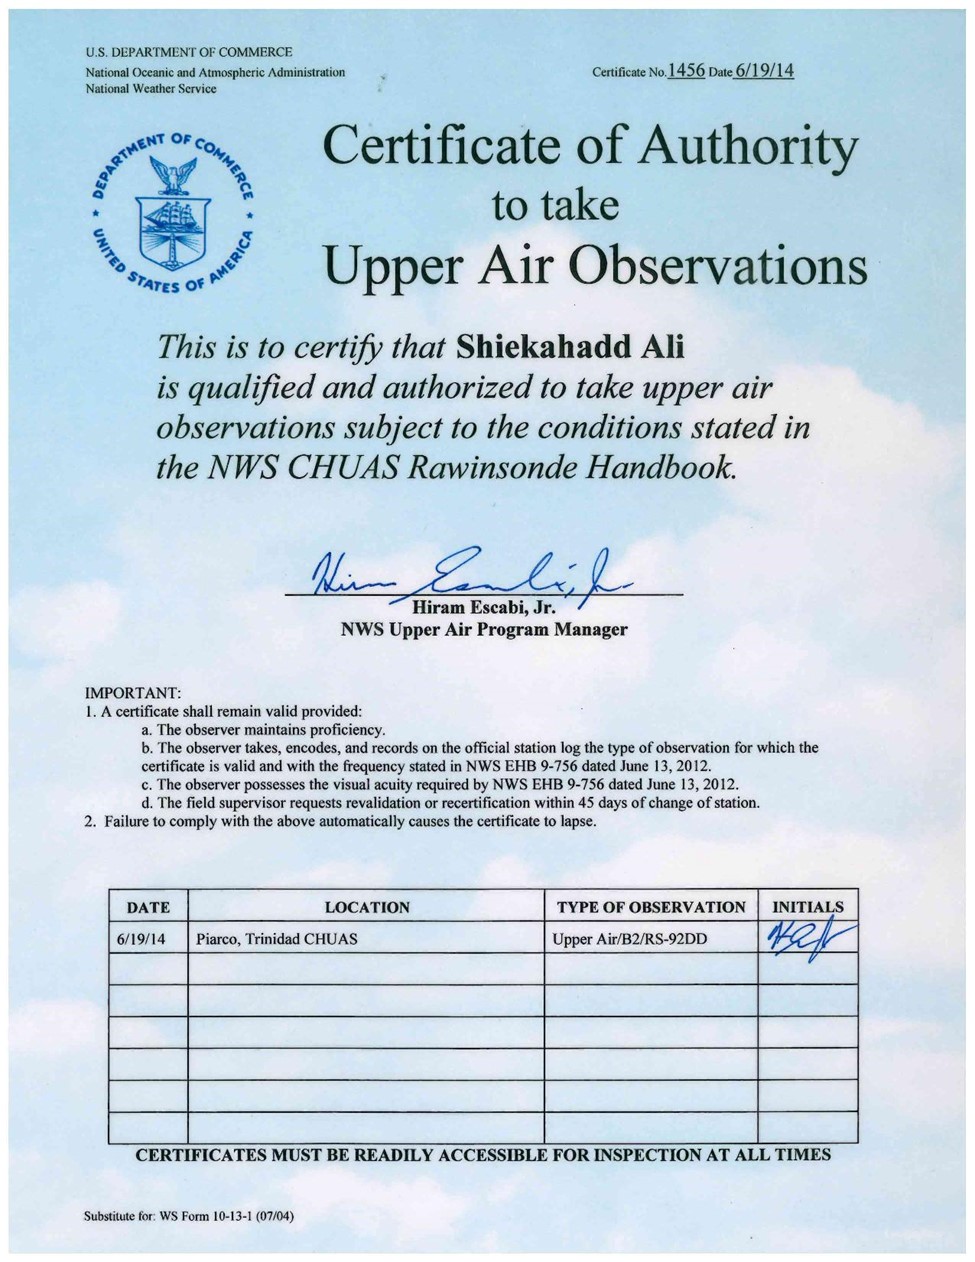 U.S. DEPARTMENT OF COMMERCE
National Oceanic and Atmospheric Administration
National Weather Service
Certificate No. 1456 Date 6/19/14
DEPARTMENT OF COMMERCE
UNITED STATES OF AMERICA
Certificate of Authority
to take
Upper Air Observations
This is to certify that Shiekahadd Ali
is qualified and authorized to take upper air
observations subject to the conditions stated in
the NWS CHUAS Rawinsonde Handbook.
Hiram Escabi, Jr.
Hiram Escabi, Jr.
NWS Upper Air Program Manager
IMPORTANT:
1. A certificate shall remain valid provided:
a. The observer maintains proficiency.
b. The observer takes, encodes, and records on the official station log the type of observation for which the
certificate is valid and with the frequency stated in NWS EHB 9-756 dated June 13, 2012.
c. The observer possesses the visual acuity required by NWS EHB 9-756 dated June 13, 2012.
d. The field supervisor requests revalidation or recertification within 45 days of change of station.
2. Failure to comply with the above automatically causes the certificate to lapse.
DATE LOCATION TYPE OF OBSERVATION INITIALS
6/19/14 Piarco, Trinidad CHUAS Upper Air/B2/RS-92DD
CERTIFICATES MUST BE READILY ACCESSIBLE FOR INSPECTION AT ALL TIMES
Substitute for: WS Form 10-13-1 (07/04)